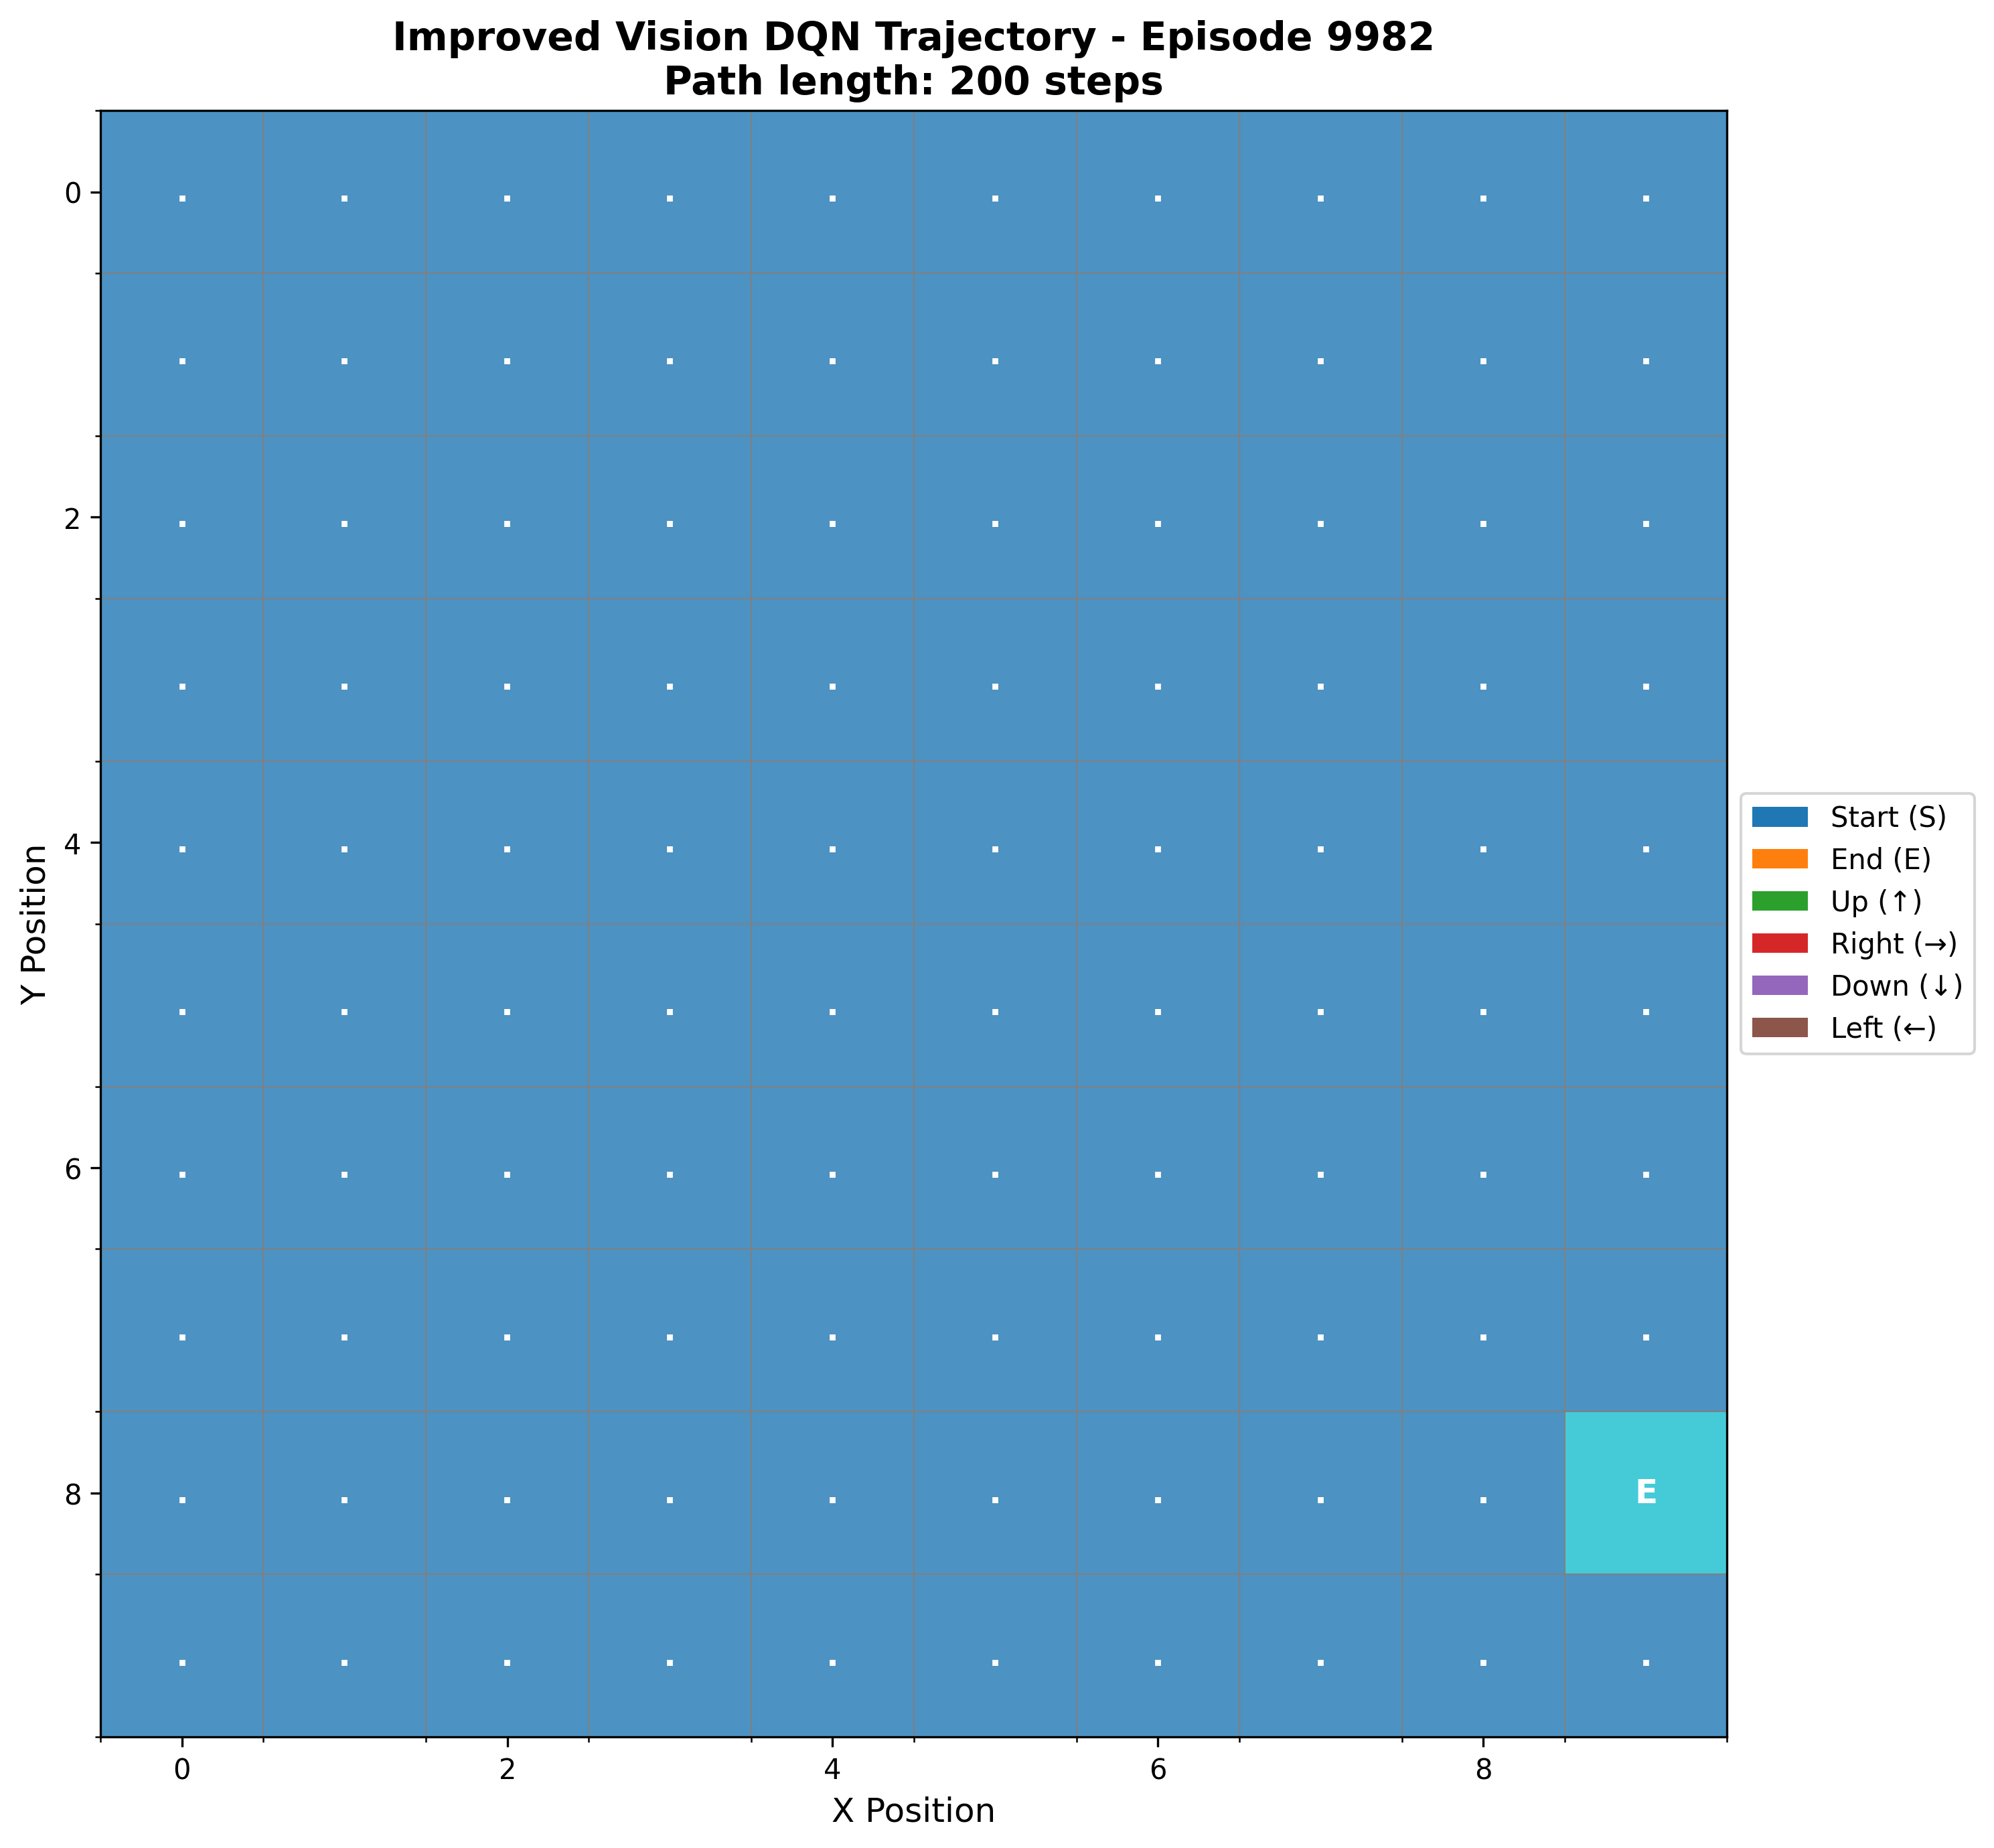 Improved Vision DQN Trajectory - Episode 9982
Path length: 200 steps
0
2
4
6
8
Y Position
E
0 2 4 6 8
X Position
Start (S)
End (E)
Up (↑)
Right (→)
Down (↓)
Left (←)